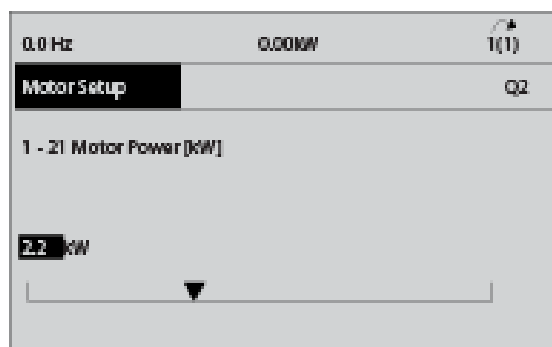 0.0 Hz 0.00kW 1(1)
Motor Setup Q2
1 - 21 Motor Power [kW]
2.2 kW